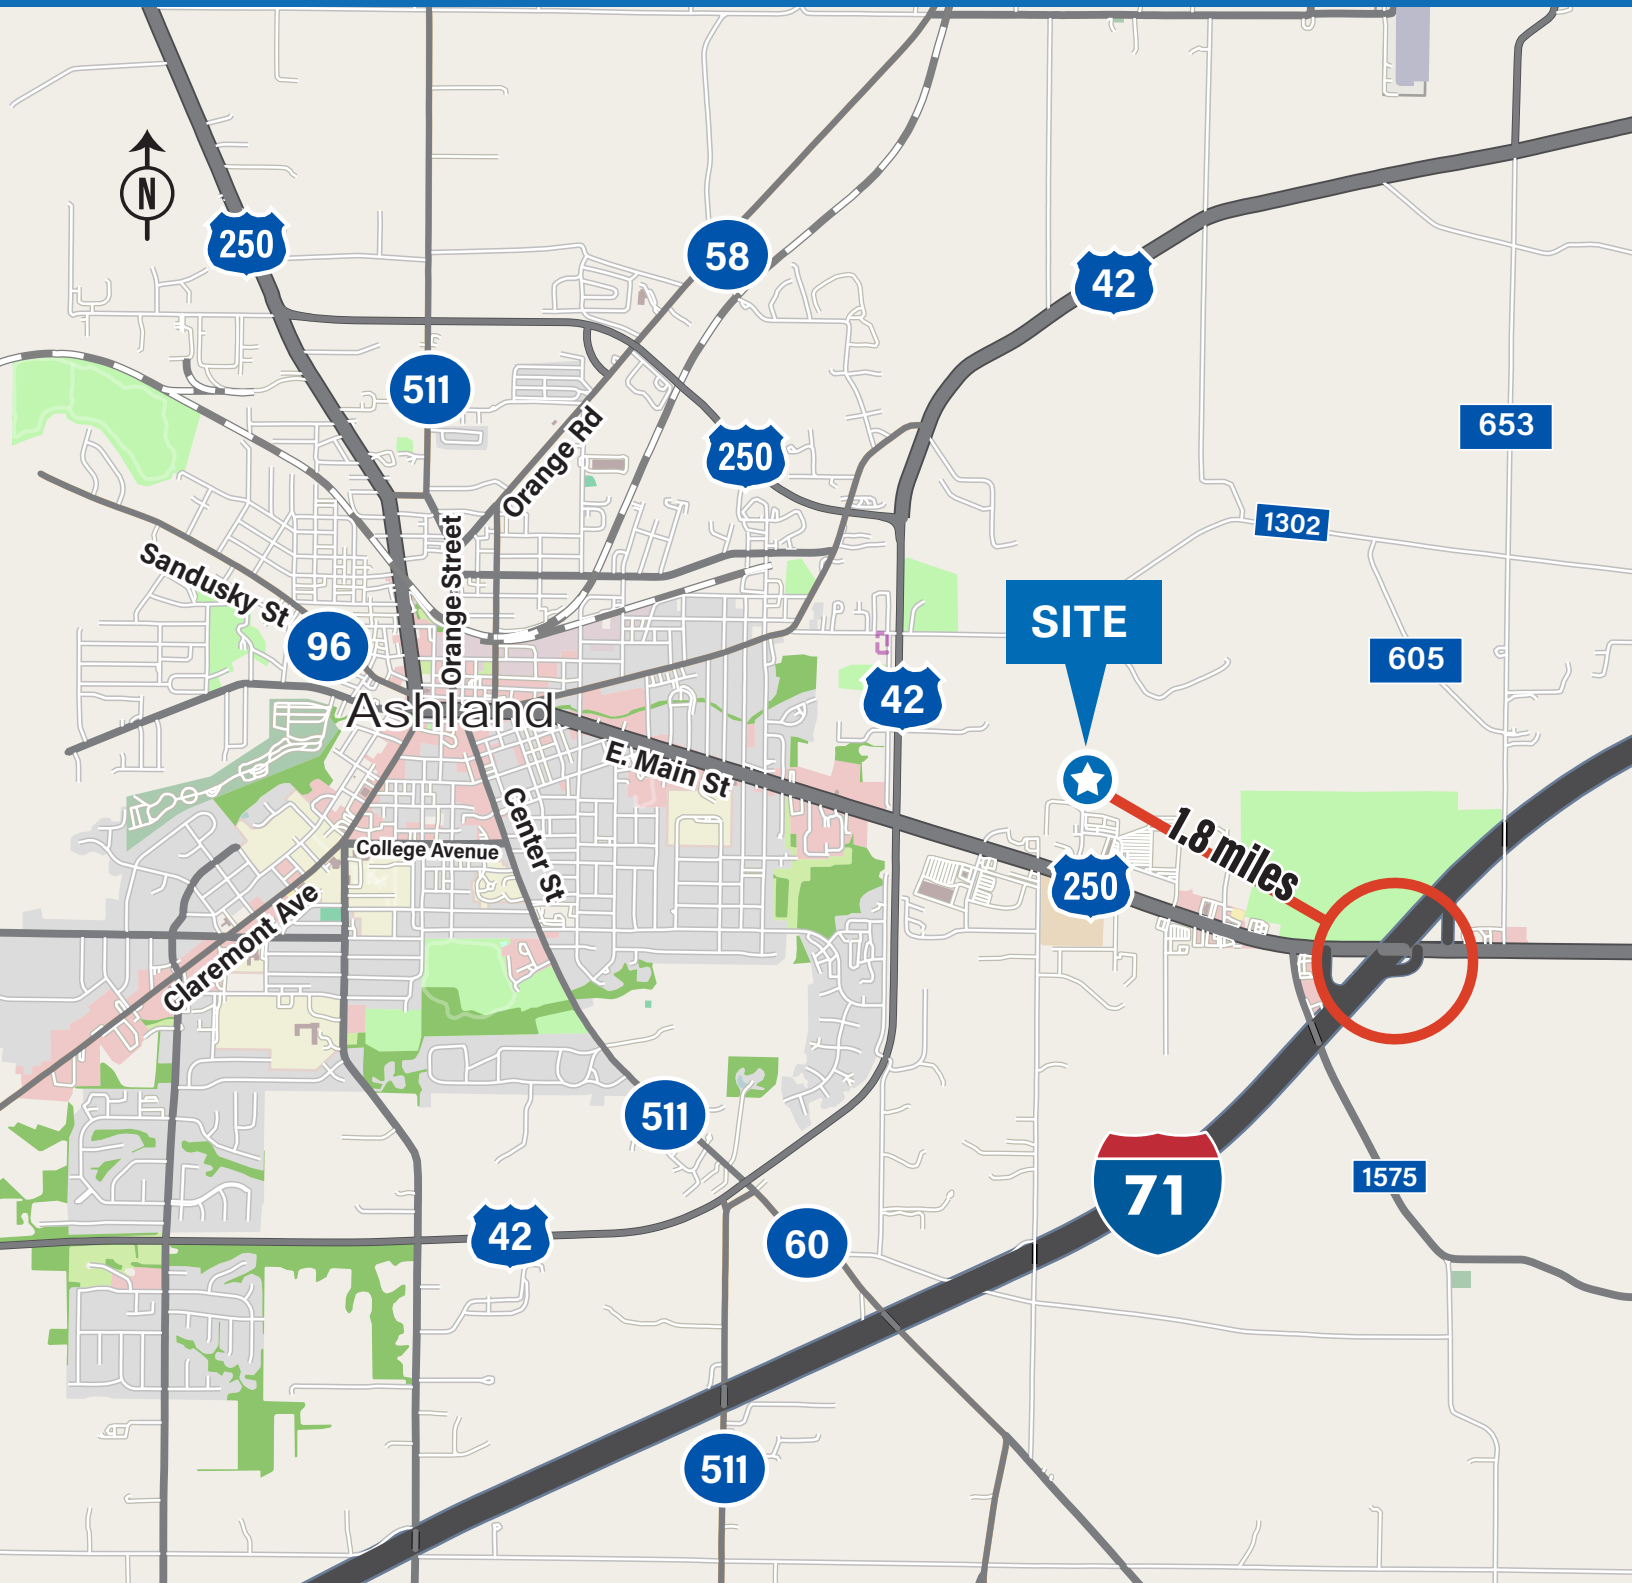 N
250
58
42
511
Orange Rd
653
250
1302
Sandusky St
Orange Street
SITE
96
605
42
Ashland
E. Main St
Center St
1.8 miles
College Avenue
250
Claremont Ave
511
71
1575
42
60
511